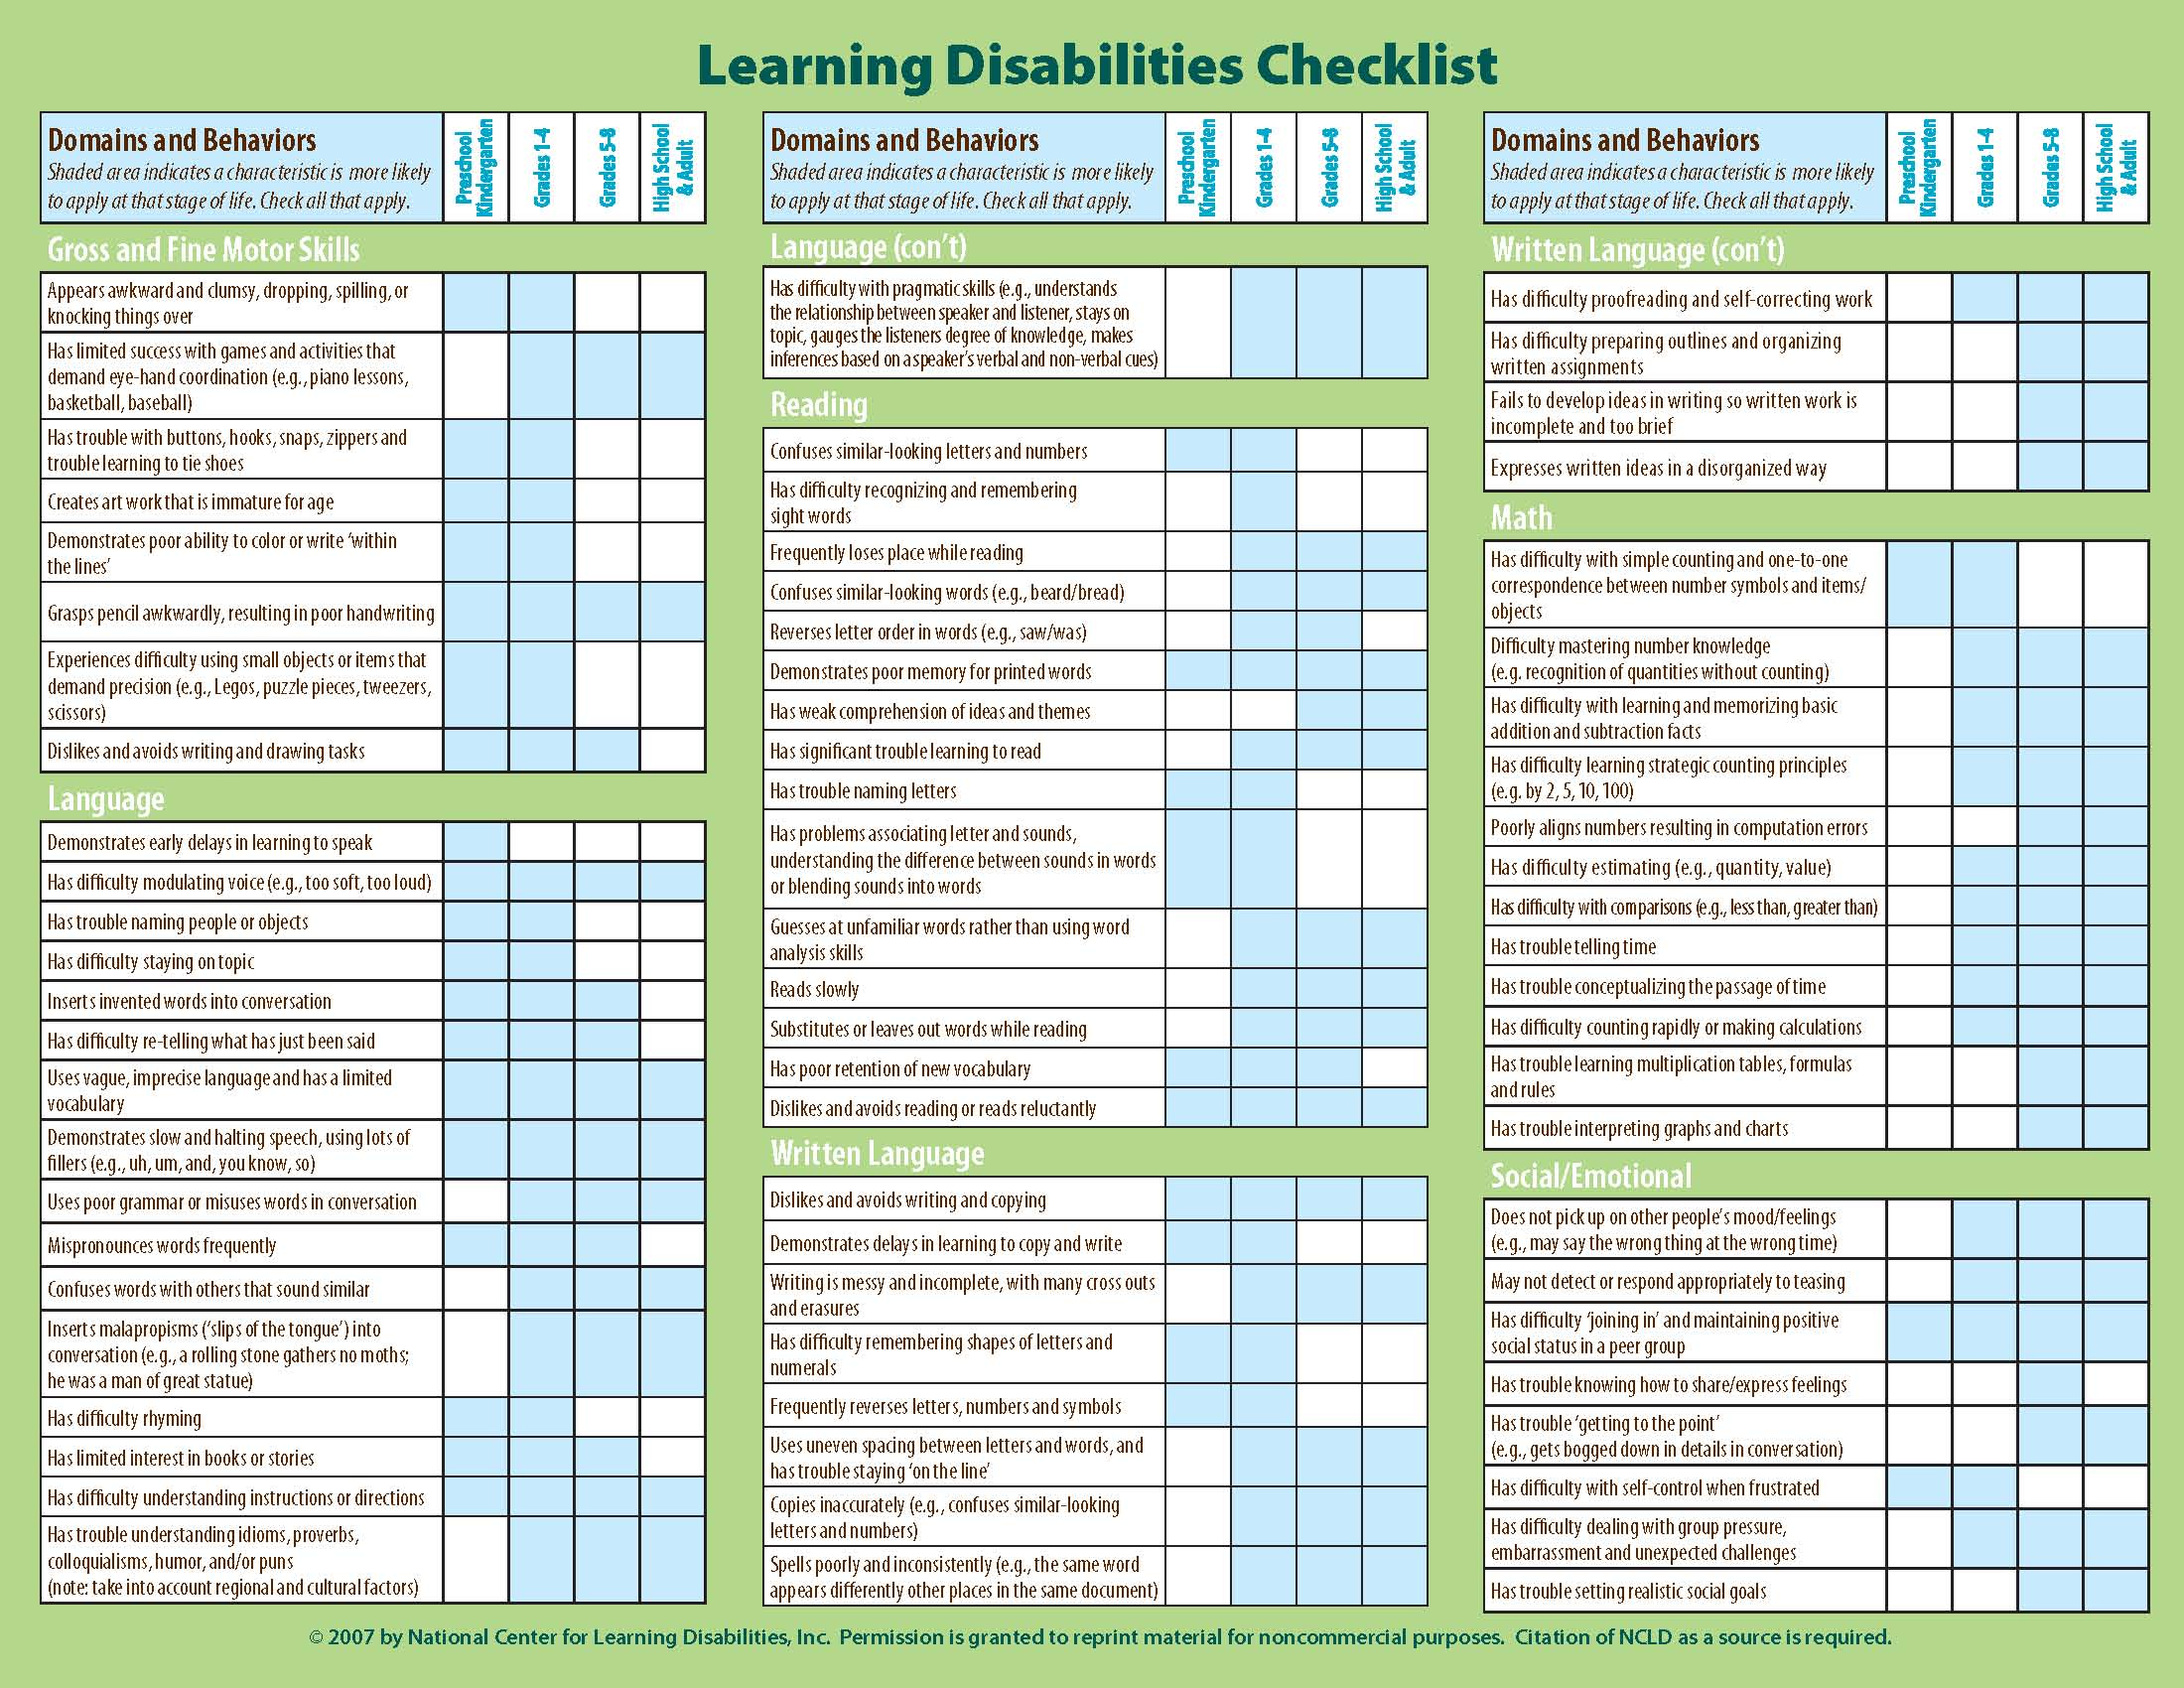 Learning Disabilities Checklist
Domains and Behaviors
Shaded area indicates a characteristic is more likely
to apply at that stage of life. Check all that apply.
Preschool
Kindergarten
Grades 1-4
Grades 5-8
High School
& Adult
Gross and Fine Motor Skills
Appears awkward and clumsy, dropping, spilling, or
knocking things over
Has limited success with games and activities that
demand eye-hand coordination (e.g., piano lessons,
basketball, baseball)
Has trouble with buttons, hooks, snaps, zippers and
trouble learning to tie shoes
Creates art work that is immature for age
Demonstrates poor ability to color or write ‘within
the lines’
Grasps pencil awkwardly, resulting in poor handwriting
Experiences difficulty using small objects or items that
demand precision (e.g., Legos, puzzle pieces, tweezers,
scissors)
Dislikes and avoids writing and drawing tasks
Language
Demonstrates early delays in learning to speak
Has difficulty modulating voice (e.g., too soft, too loud)
Has trouble naming people or objects
Has difficulty staying on topic
Inserts invented words into conversation
Has difficulty re-telling what has just been said
Uses vague, imprecise language and has a limited
vocabulary
Demonstrates slow and halting speech, using lots of
fillers (e.g., uh, um, and, you know, so)
Uses poor grammar or misuses words in conversation
Mispronounces words frequently
Confuses words with others that sound similar
Inserts malapropisms (‘slips of the tongue’) into
conversation (e.g., a rolling stone gathers no moths;
he was a man of great statue)
Has difficulty rhyming
Has limited interest in books or stories
Has difficulty understanding instructions or directions
Has trouble understanding idioms, proverbs,
colloquialisms, humor, and/or puns
(note: take into account regional and cultural factors)
Domains and Behaviors
Shaded area indicates a characteristic is more likely
to apply at that stage of life. Check all that apply.
Preschool
Kindergarten
Grades 1-4
Grades 5-8
High School
& Adult
Language (con’t)
Has difficulty with pragmatic skills (e.g., understands
the relationship between speaker and listener, stays on
topic, gauges the listeners degree of knowledge, makes
inferences based on a speaker’s verbal and non-verbal cues)
Reading
Confuses similar-looking letters and numbers
Has difficulty recognizing and remembering
sight words
Frequently loses place while reading
Confuses similar-looking words (e.g., beard/bread)
Reverses letter order in words (e.g., saw/was)
Demonstrates poor memory for printed words
Has weak comprehension of ideas and themes
Has significant trouble learning to read
Has trouble naming letters
Has problems associating letter and sounds,
understanding the difference between sounds in words
or blending sounds into words
Guesses at unfamiliar words rather than using word
analysis skills
Reads slowly
Substitutes or leaves out words while reading
Has poor retention of new vocabulary
Dislikes and avoids reading or reads reluctantly
Written Language
Dislikes and avoids writing and copying
Demonstrates delays in learning to copy and write
Writing is messy and incomplete, with many cross outs
and erasures
Has difficulty remembering shapes of letters and
numerals
Frequently reverses letters, numbers and symbols
Uses uneven spacing between letters and words, and
has trouble staying ‘on the line’
Copies inaccurately (e.g., confuses similar-looking
letters and numbers)
Spells poorly and inconsistently (e.g., the same word
appears differently other places in the same document)
Domains and Behaviors
Shaded area indicates a characteristic is more likely
to apply at that stage of life. Check all that apply.
Preschool
Kindergarten
Grades 1-4
Grades 5-8
High School
& Adult
Written Language (con’t)
Has difficulty proofreading and self-correcting work
Has difficulty preparing outlines and organizing
written assignments
Fails to develop ideas in writing so written work is
incomplete and too brief
Expresses written ideas in a disorganized way
Math
Has difficulty with simple counting and one-to-one
correspondence between number symbols and items/
objects
Difficulty mastering number knowledge
(e.g. recognition of quantities without counting)
Has difficulty with learning and memorizing basic
addition and subtraction facts
Has difficulty learning strategic counting principles
(e.g. by 2, 5, 10, 100)
Poorly aligns numbers resulting in computation errors
Has difficulty estimating (e.g., quantity, value)
Has difficulty with comparisons (e.g., less than, greater than)
Has trouble telling time
Has trouble conceptualizing the passage of time
Has difficulty counting rapidly or making calculations
Has trouble learning multiplication tables, formulas
and rules
Has trouble interpreting graphs and charts
Social/Emotional
Does not pick up on other people’s mood/feelings
(e.g., may say the wrong thing at the wrong time)
May not detect or respond appropriately to teasing
Has difficulty ‘joining in’ and maintaining positive
social status in a peer group
Has trouble knowing how to share/express feelings
Has trouble ‘getting to the point’
(e.g., gets bogged down in details in conversation)
Has difficulty with self-control when frustrated
Has difficulty dealing with group pressure,
embarrassment and unexpected challenges
Has trouble setting realistic social goals
© 2007 by National Center for Learning Disabilities, Inc. Permission is granted to reprint material for noncommercial purposes. Citation of NCLD as a source is required.